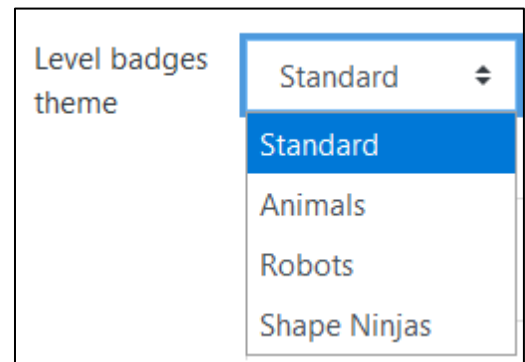 Level badges
theme
Standard
Standard
Animals
Robots
Shape Ninjas